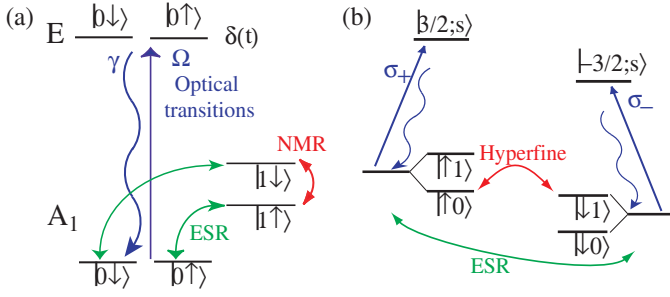 (a)
E
|0↓⟩
|0↑⟩
δ(t)
γ
Ω
Optical
transitions
NMR
|1↓⟩
|1↑⟩
A₁
ESR
|0↓⟩
|0↑⟩
(b)
|3/2;s⟩
|−3/2;s⟩
σ₊
σ₋
|↑1⟩
Hyperfine
|↑0⟩
|↓1⟩
|↓0⟩
ESR